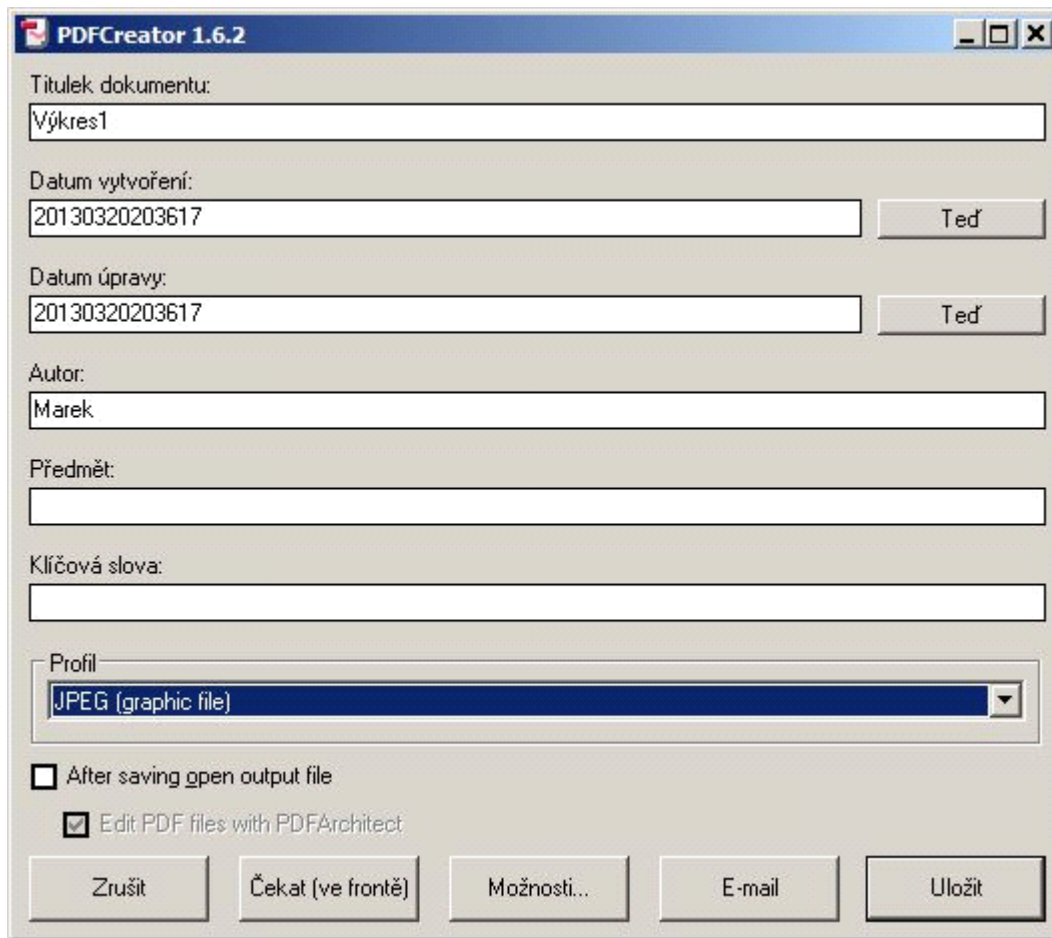 PDFCreator 1.6.2
Titulek dokumentu:
Výkres1
Datum vytvoření:
20130320203617
Teď
Datum úpravy:
20130320203617
Teď
Autor:
Marek
Předmět:
Klíčová slova:
Profil
JPEG (graphic file)
After saving open output file
Edit PDF files with PDFArchitect
Zrušit
Čekat (ve frontě)
Možnosti...
E-mail
Uložit